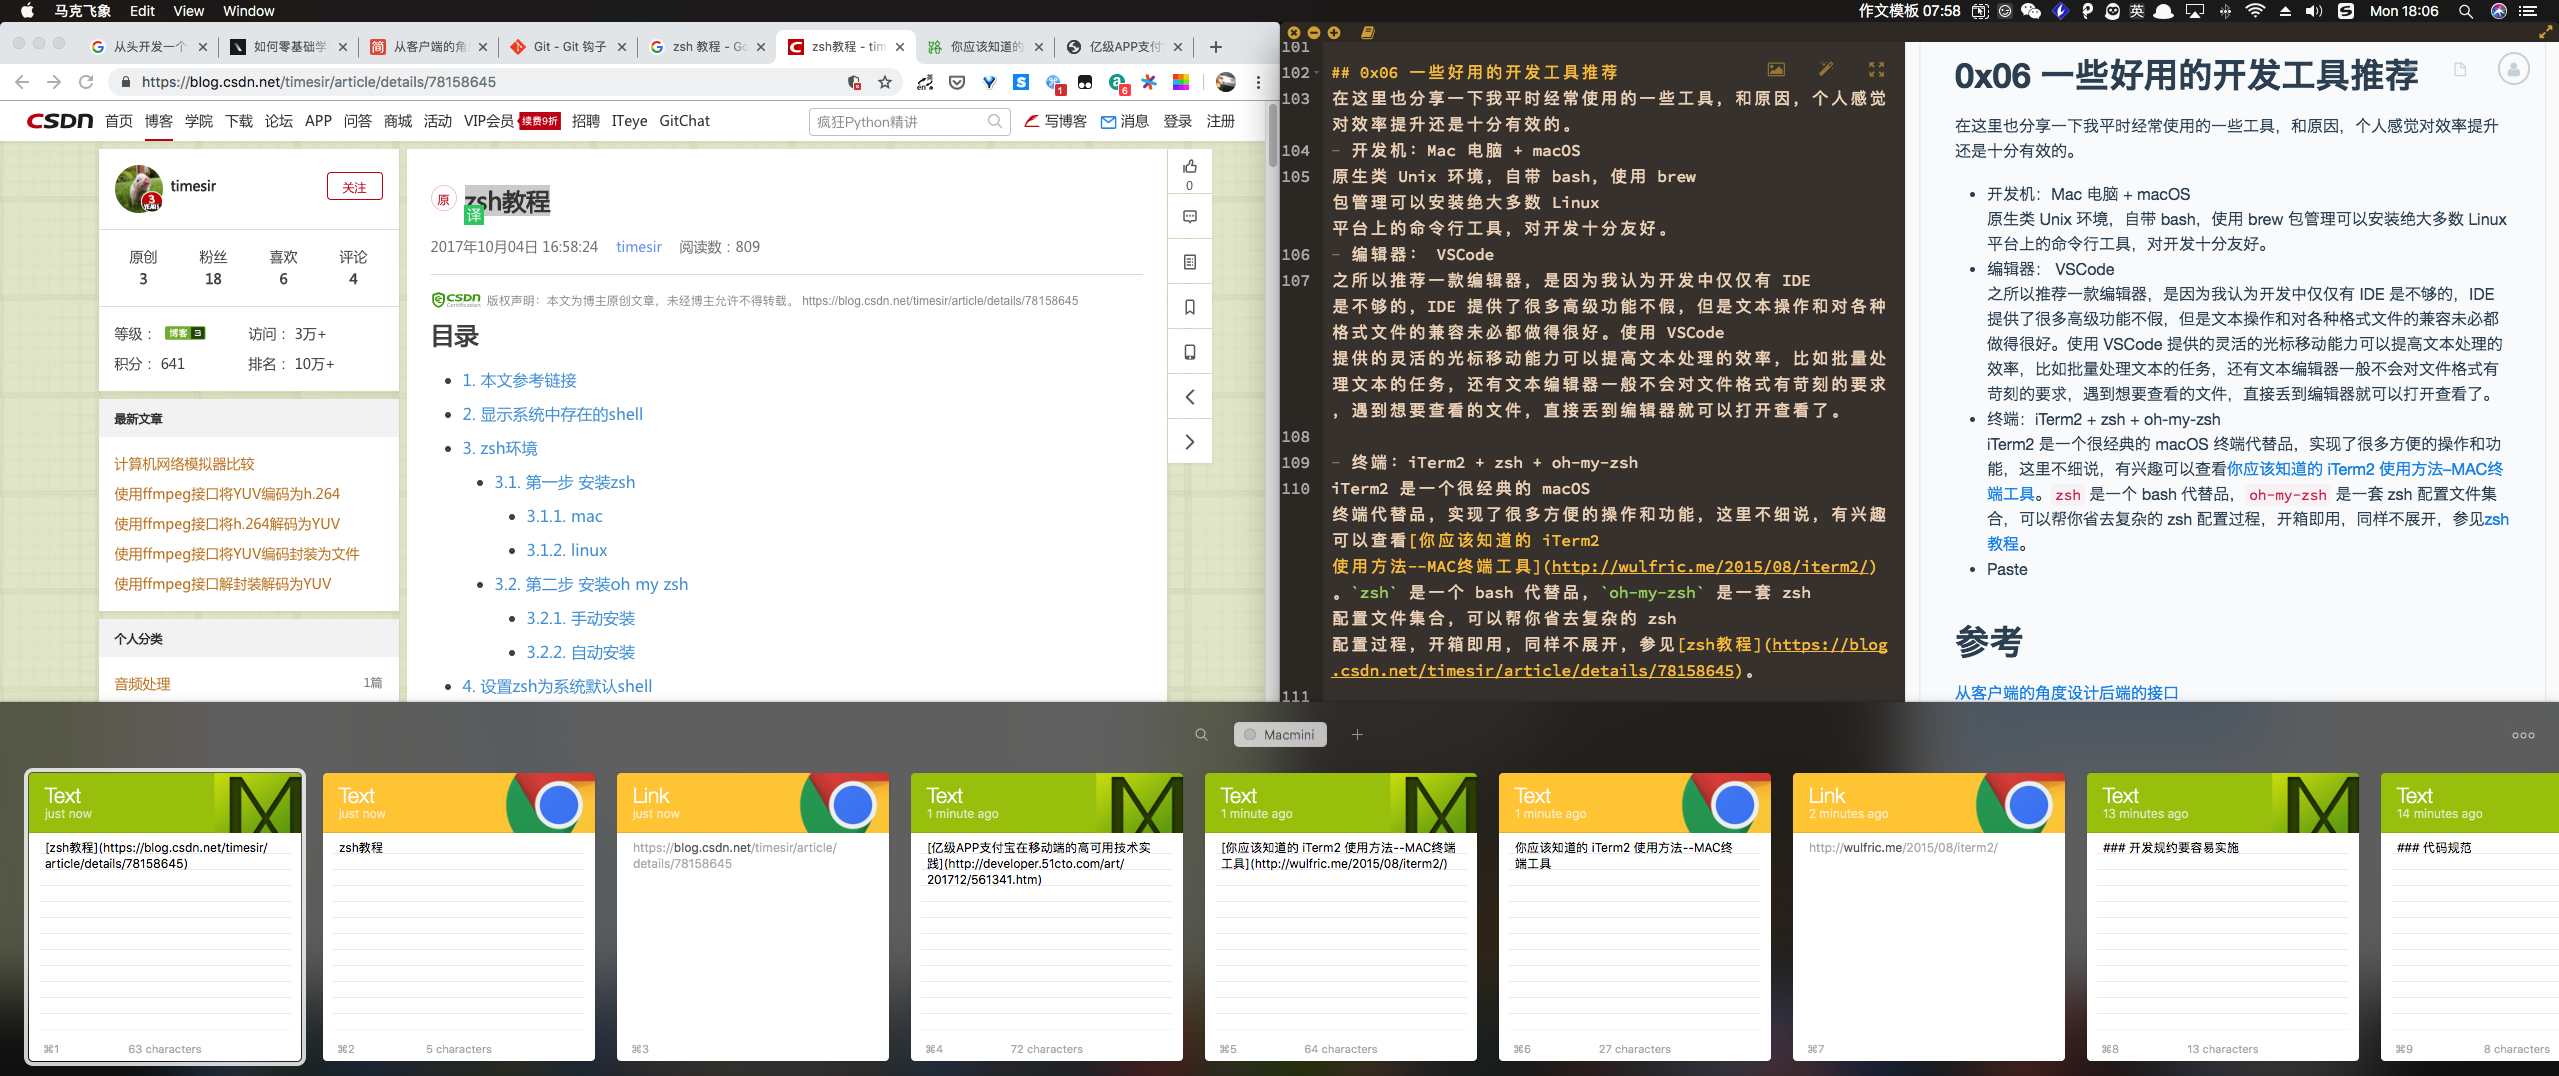 马克飞象 Edit View Window
作文模板 07:58 英 Mon 18:06
从头开发一个
如何零基础学
从客户端的角
Git - Git 钩子
zsh 教程 - Go
zsh教程 - tim
你应该知道的
亿级APP支付
https://blog.csdn.net/timesir/article/details/78158645
CSDN 首页 博客 学院 下载 论坛 APP 问答 商城 活动 VIP会员 续费9折 招聘 ITeye GitChat 疯狂Python精讲 写博客 消息 登录 注册
timesir 关注
原创 粉丝 喜欢 评论
3 18 6 4
等级： 博客 3 访问： 3万+
积分： 641 排名： 10万+
最新文章
计算机网络模拟器比较
使用ffmpeg接口将YUV编码为h.264
使用ffmpeg接口将h.264解码为YUV
使用ffmpeg接口将YUV编码封装为文件
使用ffmpeg接口解封装解码为YUV
个人分类
音频处理 1篇
原 zsh教程
译
2017年10月04日 16:58:24 timesir 阅读数：809
CSDN 版权声明：本文为博主原创文章，未经博主允许不得转载。 https://blog.csdn.net/timesir/article/details/78158645
目录
1. 本文参考链接
2. 显示系统中存在的shell
3. zsh环境
3.1. 第一步 安装zsh
3.1.1. mac
3.1.2. linux
3.2. 第二步 安装oh my zsh
3.2.1. 手动安装
3.2.2. 自动安装
4. 设置zsh为系统默认shell
0
101
102 ## 0x06 一些好用的开发工具推荐
103 在这里也分享一下我平时经常使用的一些工具，和原因，个人感觉
对效率提升还是十分有效的。
104 - 开发机：Mac 电脑 + macOS
105 原生类 Unix 环境，自带 bash，使用 brew
包管理可以安装绝大多数 Linux
平台上的命令行工具，对开发十分友好。
106 - 编辑器： VSCode
107 之所以推荐一款编辑器，是因为我认为开发中仅仅有 IDE
是不够的，IDE 提供了很多高级功能不假，但是文本操作和对各种
格式文件的兼容未必都做得很好。使用 VSCode
提供的灵活的光标移动能力可以提高文本处理的效率，比如批量处
理文本的任务，还有文本编辑器一般不会对文件格式有苛刻的要求
，遇到想要查看的文件，直接丢到编辑器就可以打开查看了。
108
109 - 终端：iTerm2 + zsh + oh-my-zsh
110 iTerm2 是一个很经典的 macOS
终端代替品，实现了很多方便的操作和功能，这里不细说，有兴趣
可以查看[你应该知道的 iTerm2
使用方法--MAC终端工具](http://wulfric.me/2015/08/iterm2/)
。`zsh` 是一个 bash 代替品，`oh-my-zsh` 是一套 zsh
配置文件集合，可以帮你省去复杂的 zsh
配置过程，开箱即用，同样不展开，参见[zsh教程](https://blog
.csdn.net/timesir/article/details/78158645)。
111
0x06 一些好用的开发工具推荐
在这里也分享一下我平时经常使用的一些工具，和原因，个人感觉对效率提升
还是十分有效的。
开发机：Mac 电脑 + macOS
原生类 Unix 环境，自带 bash，使用 brew 包管理可以安装绝大多数 Linux
平台上的命令行工具，对开发十分友好。
编辑器： VSCode
之所以推荐一款编辑器，是因为我认为开发中仅仅有 IDE 是不够的，IDE
提供了很多高级功能不假，但是文本操作和对各种格式文件的兼容未必都
做得很好。使用 VSCode 提供的灵活的光标移动能力可以提高文本处理的
效率，比如批量处理文本的任务，还有文本编辑器一般不会对文件格式有
苛刻的要求，遇到想要查看的文件，直接丢到编辑器就可以打开查看了。
终端：iTerm2 + zsh + oh-my-zsh
iTerm2 是一个很经典的 macOS 终端代替品，实现了很多方便的操作和功
能，这里不细说，有兴趣可以查看你应该知道的 iTerm2 使用方法–MAC终
端工具。zsh 是一个 bash 代替品，oh-my-zsh 是一套 zsh 配置文件集
合，可以帮你省去复杂的 zsh 配置过程，开箱即用，同样不展开，参见zsh
教程。
Paste
参考
从客户端的角度设计后端的接口
Macmini
Text
just now
[zsh教程](https://blog.csdn.net/timesir/
article/details/78158645)
⌘1 63 characters
Text
just now
zsh教程
⌘2 5 characters
Link
just now
https://blog.csdn.net/timesir/article/
details/78158645
⌘3
Text
1 minute ago
[亿级APP支付宝在移动端的高可用技术实
践](http://developer.51cto.com/art/
201712/561341.htm)
⌘4 72 characters
Text
1 minute ago
[你应该知道的 iTerm2 使用方法--MAC终端
工具](http://wulfric.me/2015/08/iterm2/)
⌘5 64 characters
Text
1 minute ago
你应该知道的 iTerm2 使用方法--MAC终
端工具
⌘6 27 characters
Link
2 minutes ago
http://wulfric.me/2015/08/iterm2/
⌘7
Text
13 minutes ago
### 开发规约要容易实施
⌘8 13 characters
Text
14 minutes ago
### 代码规范
⌘9 8 characters